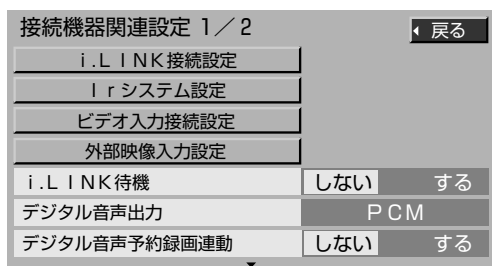 接続機器関連設定 1／2
戻る
i.LINK接続設定
Irシステム設定
ビデオ入力接続設定
外部映像入力設定
i.LINK待機 しない する
デジタル音声出力 PCM
デジタル音声予約録画連動 しない する